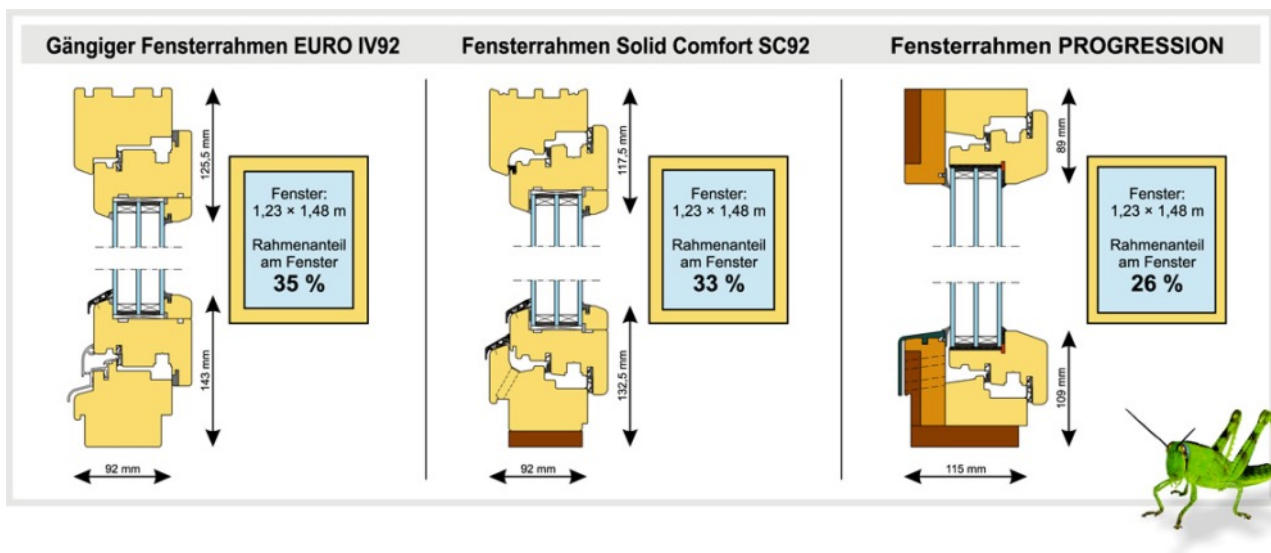 Gängiger Fensterrahmen EURO IV92
125,5 mm
Fenster:
1,23 × 1,48 m
Rahmenanteil
am Fenster
35 %
143 mm
92 mm
Fensterrahmen Solid Comfort SC92
117,5 mm
Fenster:
1,23 × 1,48 m
Rahmenanteil
am Fenster
33 %
132,5 mm
92 mm
Fensterrahmen PROGRESSION
89 mm
Fenster:
1,23 × 1,48 m
Rahmenanteil
am Fenster
26 %
109 mm
115 mm